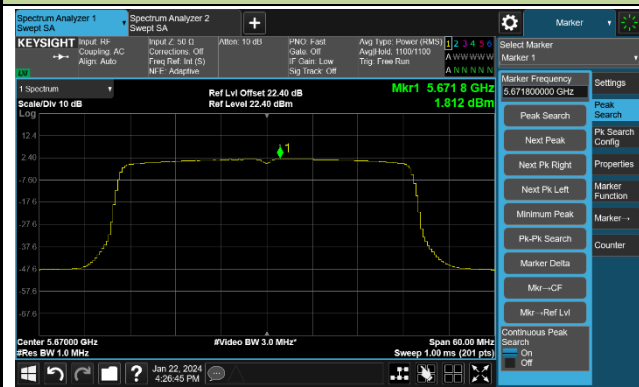 Spectrum Analyzer 1
Swept SA
Spectrum Analyzer 2
Swept SA
+
Marker
KEYSIGHT
Input: RF
Coupling: AC
Align: Auto
Input Z: 50 Ω
Corrections: Off
Freq Ref: Int (S)
NFE: Adaptive
Atten: 10 dB
PNO: Fast
Gate: Off
IF Gain: Low
Sig Track: Off
Avg Type: Power (RMS)
Avg|Hold: 1100/1100
Trig: Free Run
1 2 3 4 5 6
A W W W W W
A N N N N N
LXI
Select Marker
Marker 1
1 Spectrum
Scale/Div 10 dB
Log
Ref Lvl Offset 22.40 dB
Ref Level 22.40 dBm
Mkr1 5.671 8 GHz
1.812 dBm
1
12.4
2.40
-7.60
-17.6
-27.6
-37.6
-47.6
-57.6
-67.6
Center 5.67000 GHz
#Res BW 1.0 MHz
#Video BW 3.0 MHz*
Span 60.00 MHz
Sweep 1.00 ms (201 pts)
Marker Frequency
5.671800000 GHz
Peak Search
Next Peak
Next Pk Right
Next Pk Left
Minimum Peak
Pk-Pk Search
Marker Delta
Mkr→CF
Mkr→Ref Lvl
Continuous Peak
Search
On
Off
Settings
Peak
Search
Pk Search
Config
Properties
Marker
Function
Marker→
Counter
?
Jan 22, 2024
4:26:45 PM